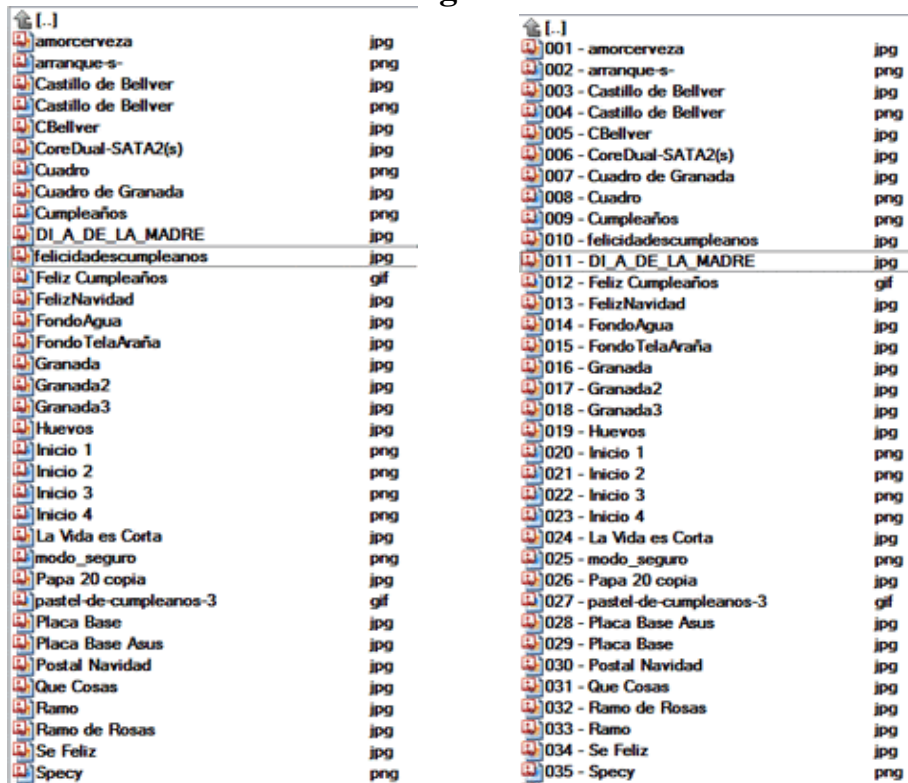 [..]
amorcerveza jpg
arranque-s- png
Castillo de Bellver jpg
Castillo de Bellver png
CBellver jpg
CoreDual-SATA2(s) jpg
Cuadro png
Cuadro de Granada jpg
Cumpleaños png
DI_A_DE_LA_MADRE jpg
felicidadescumpleanos jpg
Feliz Cumpleaños gif
FelizNavidad jpg
FondoAgua jpg
FondoTelaAraña jpg
Granada jpg
Granada2 jpg
Granada3 jpg
Huevos jpg
Inicio 1 png
Inicio 2 png
Inicio 3 png
Inicio 4 png
La Vida es Corta jpg
modo_seguro png
Papa 20 copia jpg
pastel-de-cumpleanos-3 gif
Placa Base jpg
Placa Base Asus jpg
Postal Navidad jpg
Que Cosas jpg
Ramo jpg
Ramo de Rosas jpg
Se Feliz jpg
Specy png
[..]
001 - amorcerveza jpg
002 - arranque-s- png
003 - Castillo de Bellver jpg
004 - Castillo de Bellver png
005 - CBellver jpg
006 - CoreDual-SATA2(s) jpg
007 - Cuadro de Granada jpg
008 - Cuadro png
009 - Cumpleaños png
010 - felicidadescumpleanos jpg
011 - DI_A_DE_LA_MADRE jpg
012 - Feliz Cumpleaños gif
013 - FelizNavidad jpg
014 - FondoAgua jpg
015 - FondoTelaAraña jpg
016 - Granada jpg
017 - Granada2 jpg
018 - Granada3 jpg
019 - Huevos jpg
020 - Inicio 1 png
021 - Inicio 2 png
022 - Inicio 3 png
023 - Inicio 4 png
024 - La Vida es Corta jpg
025 - modo_seguro png
026 - Papa 20 copia jpg
027 - pastel-de-cumpleanos-3 gif
028 - Placa Base Asus jpg
029 - Placa Base jpg
030 - Postal Navidad jpg
031 - Que Cosas jpg
032 - Ramo de Rosas jpg
033 - Ramo jpg
034 - Se Feliz jpg
035 - Specy png